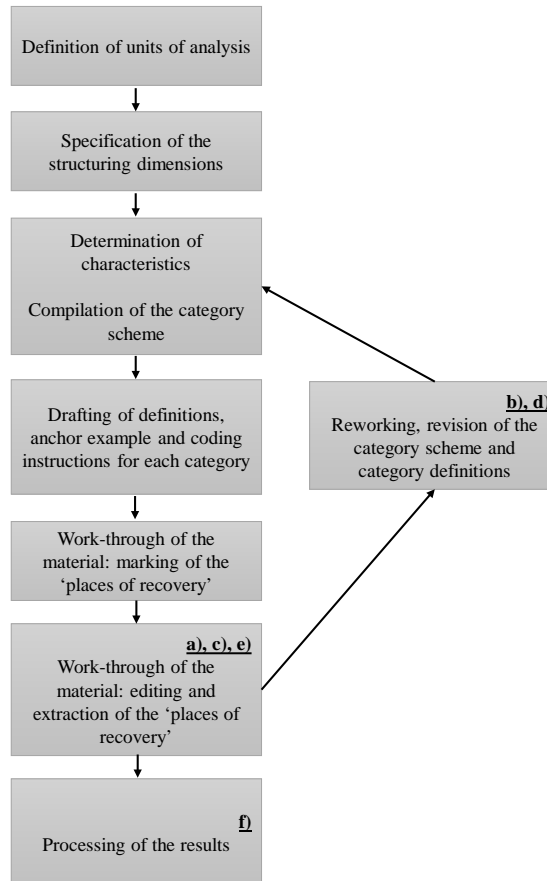 Definition of units of analysis
Specification of the
structuring dimensions
Determination of
characteristics
Compilation of the category
scheme
Drafting of definitions,
anchor example and coding
instructions for each category
b), d)
Reworking, revision of the
category scheme and
category definitions
Work-through of the
material: marking of the
‘places of recovery’
a), c), e)
Work-through of the
material: editing and
extraction of the ‘places of
recovery’
f)
Processing of the results